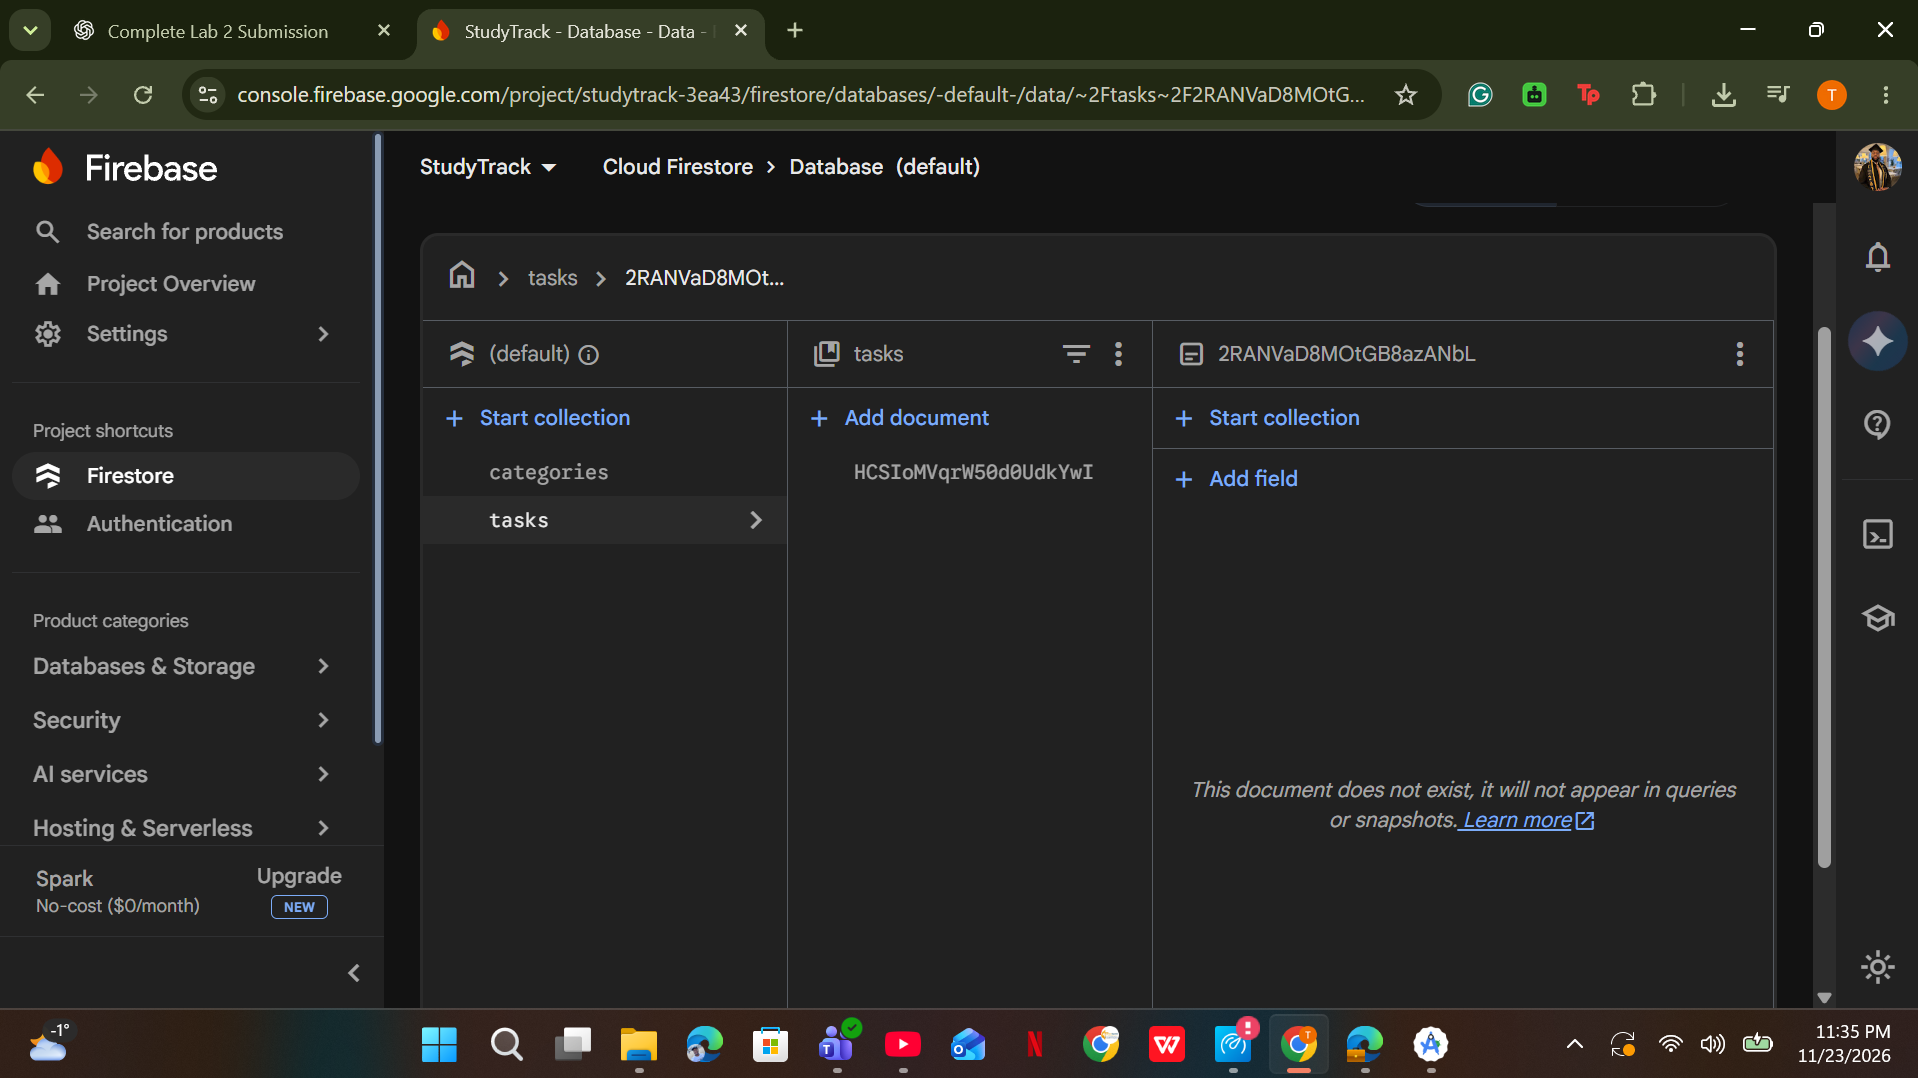 Complete Lab 2 Submission
StudyTrack - Database - Data -
console.firebase.google.com/project/studytrack-3ea43/firestore/databases/-default-/data/~2Ftasks~2F2RANVaD8MOtG...
T
Firebase
Search for products
Project Overview
Settings
Project shortcuts
Firestore
Authentication
Product categories
Databases & Storage
Security
AI services
Hosting & Serverless
Spark
No-cost ($0/month)
Upgrade
NEW
StudyTrack
Cloud Firestore > Database (default)
tasks
2RANVaD8MOt...
(default)
Start collection
categories
tasks
tasks
Add document
HCSIoMVqrW50d0UdkYwI
2RANVaD8MOtGB8azANbL
Start collection
Add field
This document does not exist, it will not appear in queries
or snapshots. Learn more
-1°
11:35 PM
11/23/2026